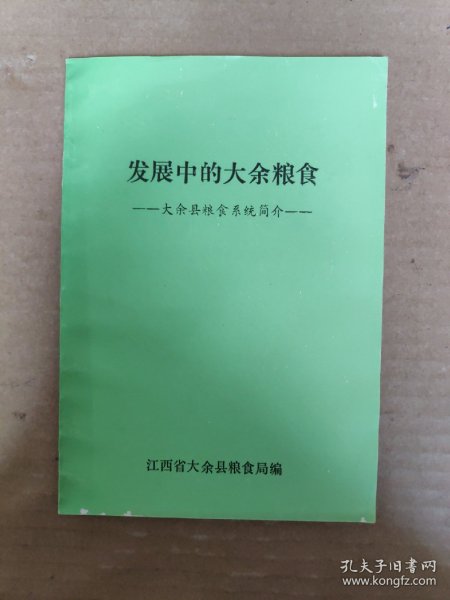 发展中的大余粮食
——大余县粮食系统简介——
江西省大余县粮食局编
孔夫子旧书网
www.kongfz.com